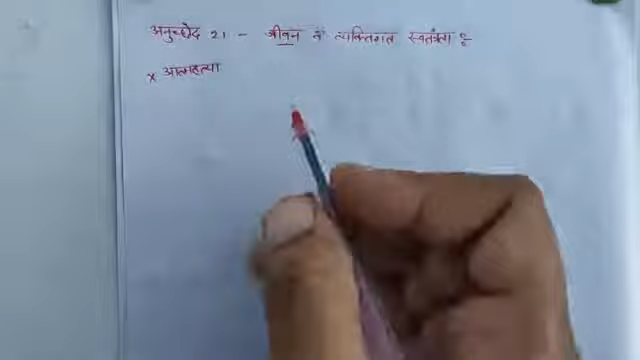 अनुच्छेद 21 - जीवन व व्यक्तिगत स्वतंत्रता :
× आत्महत्या